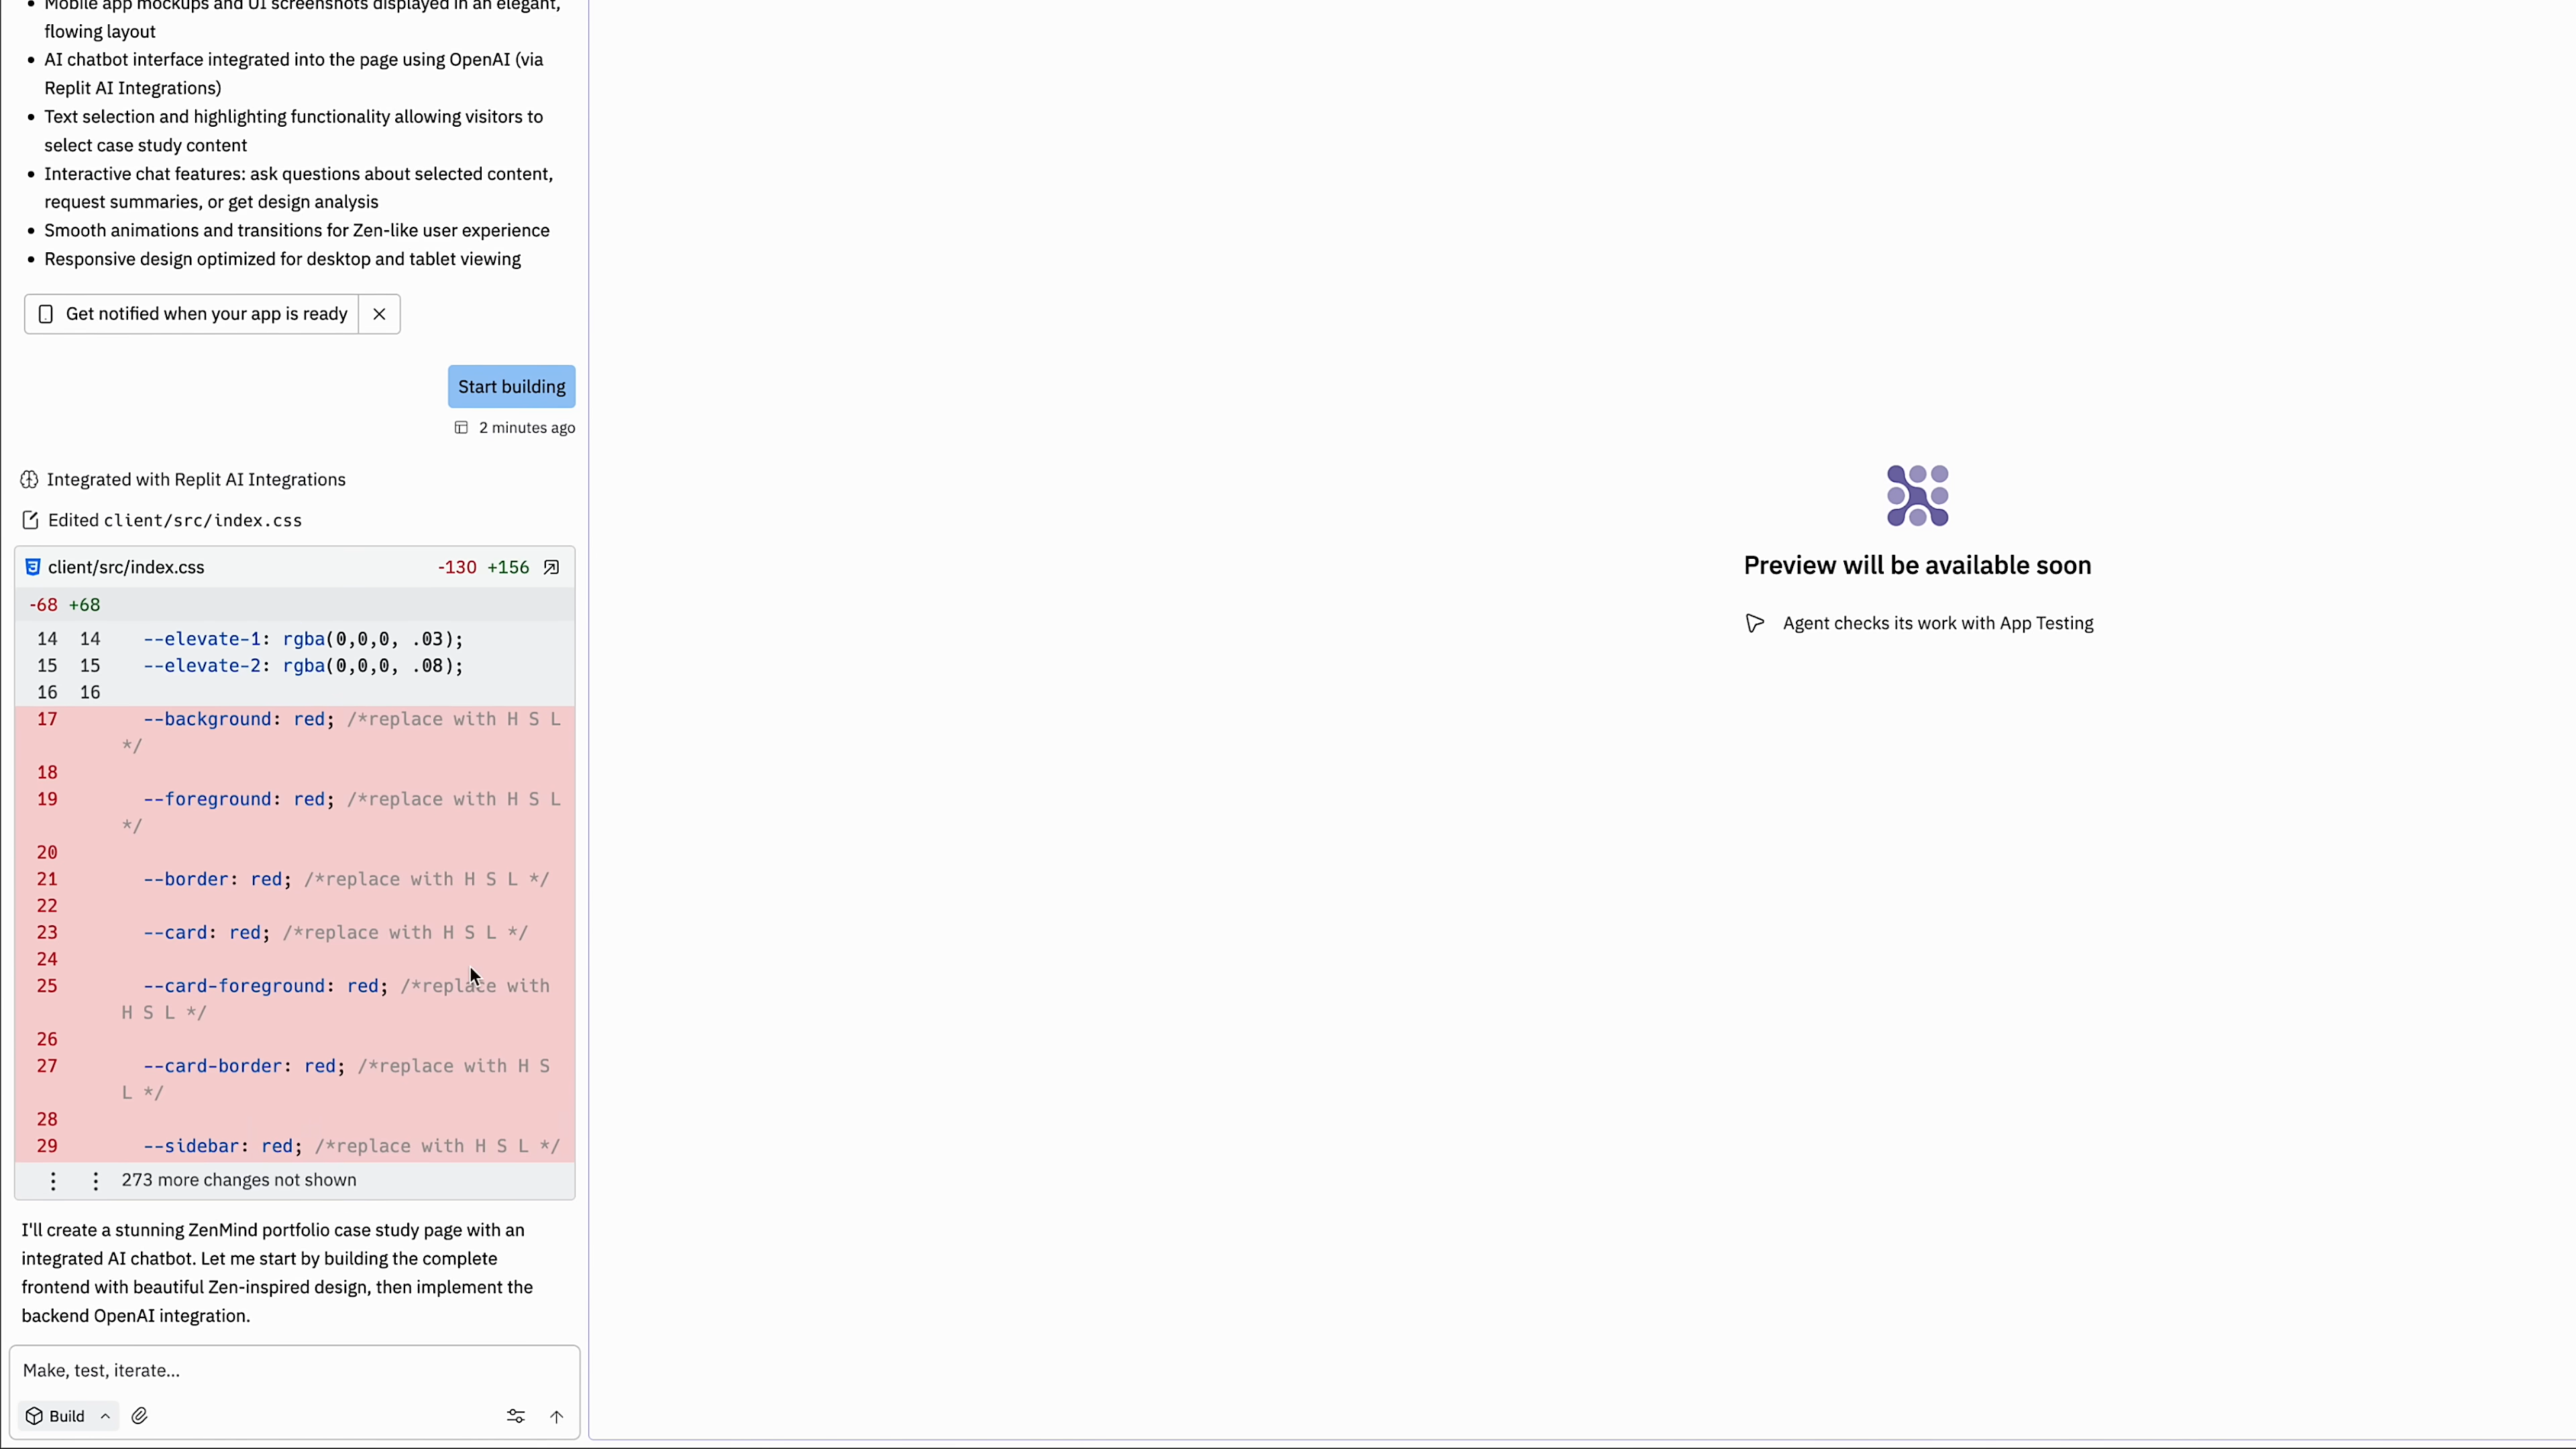 Mobile app mockups and UI screenshots displayed in an elegant,
flowing layout
AI chatbot interface integrated into the page using OpenAI (via
Replit AI Integrations)
Text selection and highlighting functionality allowing visitors to
select case study content
Interactive chat features: ask questions about selected content,
request summaries, or get design analysis
Smooth animations and transitions for Zen-like user experience
Responsive design optimized for desktop and tablet viewing
Get notified when your app is ready
Start building
2 minutes ago
Integrated with Replit AI Integrations
Edited client/src/index.css
client/src/index.css -130 +156
-68 +68
14 14 --elevate-1: rgba(0,0,0, .03);
15 15 --elevate-2: rgba(0,0,0, .08);
16 16
17 --background: red; /*replace with H S L
*/
18
19 --foreground: red; /*replace with H S L
*/
20
21 --border: red; /*replace with H S L */
22
23 --card: red; /*replace with H S L */
24
25 --card-foreground: red; /*replace with
H S L */
26
27 --card-border: red; /*replace with H S
L */
28
29 --sidebar: red; /*replace with H S L */
273 more changes not shown
I'll create a stunning ZenMind portfolio case study page with an
integrated AI chatbot. Let me start by building the complete
frontend with beautiful Zen-inspired design, then implement the
backend OpenAI integration.
Make, test, iterate...
Build
Preview will be available soon
Agent checks its work with App Testing